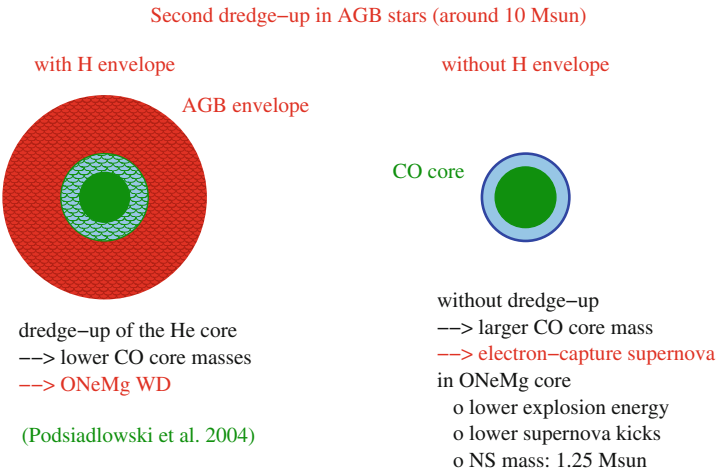 Second dredge−up in AGB stars (around 10 Msun)
with H envelope
AGB envelope
dredge−up of the He core
−−> lower CO core masses
−−> ONeMg WD
(Podsiadlowski et al. 2004)
without H envelope
CO core
without dredge−up
−−> larger CO core mass
−−> electron−capture supernova
in ONeMg core
o lower explosion energy
o lower supernova kicks
o NS mass: 1.25 Msun